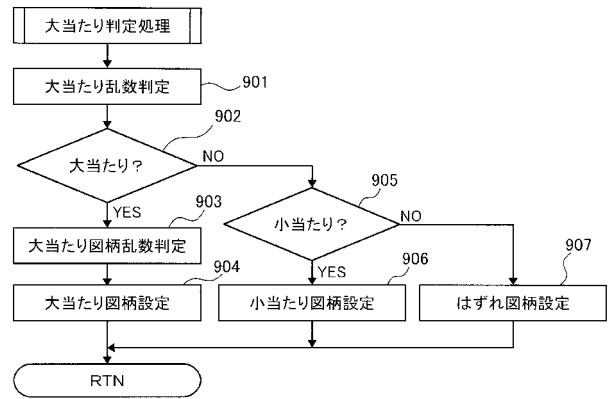 大当たり判定処理
大当たり乱数判定
901
902
大当たり?
NO
905
小当たり?
NO
YES
903
大当たり図柄乱数判定
YES
904
906
907
大当たり図柄設定
小当たり図柄設定
はずれ図柄設定
RTN